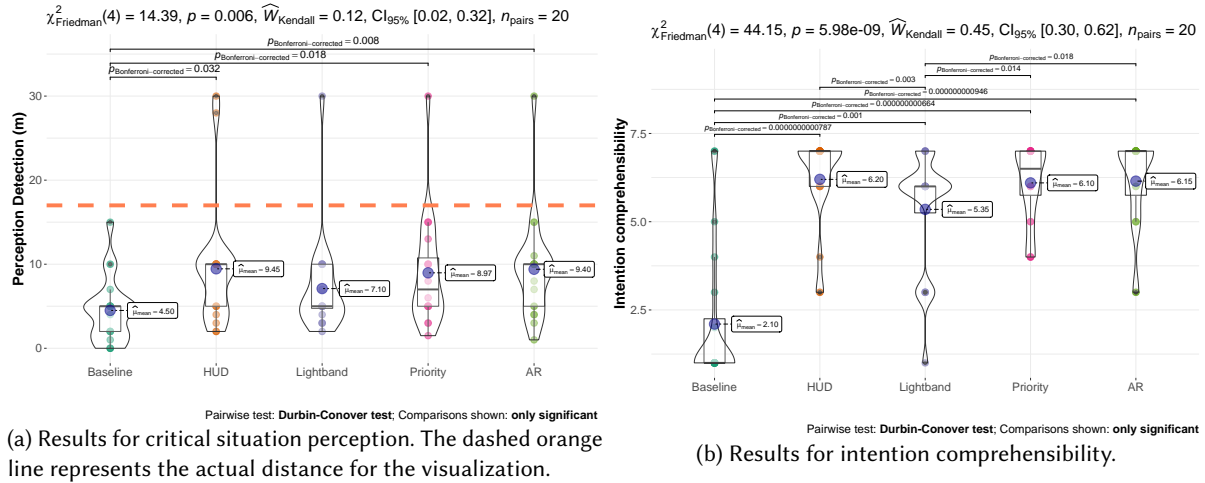 χ²Friedman(4) = 14.39, p = 0.006, ŴKendall = 0.12, CI95% [0.02, 0.32], npairs = 20
pBonferroni−corrected = 0.008
pBonferroni−corrected = 0.018
pBonferroni−corrected = 0.032
Perception Detection (m)
30
20
10
0
μ̂mean = 4.50
μ̂mean = 9.45
μ̂mean = 7.10
μ̂mean = 8.97
μ̂mean = 9.40
Baseline
HUD
Lightband
Priority
AR
Pairwise test: Durbin-Conover test; Comparisons shown: only significant
(a) Results for critical situation perception. The dashed orange
line represents the actual distance for the visualization.
χ²Friedman(4) = 44.15, p = 5.98e-09, ŴKendall = 0.45, CI95% [0.30, 0.62], npairs = 20
pBonferroni−corrected = 0.018
pBonferroni−corrected = 0.014
pBonferroni−corrected = 0.003
pBonferroni−corrected = 0.000000000946
pBonferroni−corrected = 0.000000000664
pBonferroni−corrected = 0.001
pBonferroni−corrected = 0.0000000000787
Intention comprehensibility
7.5
5.0
2.5
μ̂mean = 2.10
μ̂mean = 6.20
μ̂mean = 5.35
μ̂mean = 6.10
μ̂mean = 6.15
Baseline
HUD
Lightband
Priority
AR
Pairwise test: Durbin-Conover test; Comparisons shown: only significant
(b) Results for intention comprehensibility.